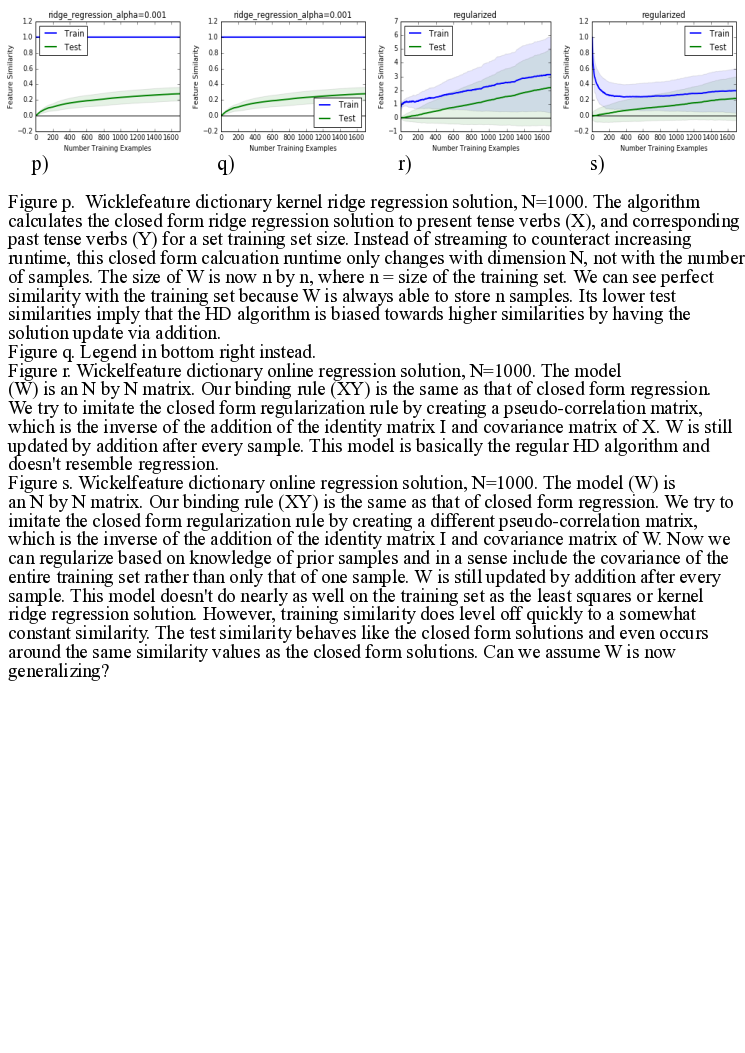 ridge_regression_alpha=0.001
1.2
1.0
0.8
0.6
0.4
0.2
0.0
−0.2
Feature Similarity
Train
Test
0 200 400 600 800 1000 1200 1400 1600
Number Training Examples
p)
ridge_regression_alpha=0.001
1.2
1.0
0.8
0.6
0.4
0.2
0.0
−0.2
Feature Similarity
Train
Test
0 200 400 600 800 1000 1200 1400 1600
Number Training Examples
q)
regularized
7
6
5
4
3
2
1
0
−1
Feature Similarity
Train
Test
0 200 400 600 800 1000 1200 1400 1600
Number Training Examples
r)
regularized
1.2
1.0
0.8
0.6
0.4
0.2
0.0
−0.2
Feature Similarity
Train
Test
0 200 400 600 800 1000 1200 1400 1600
Number Training Examples
s)
Figure p. Wicklefeature dictionary kernel ridge regression solution, N=1000. The algorithm
calculates the closed form ridge regression solution to present tense verbs (X), and corresponding
past tense verbs (Y) for a set training set size. Instead of streaming to counteract increasing
runtime, this closed form calcuation runtime only changes with dimension N, not with the number
of samples. The size of W is now n by n, where n = size of the training set. We can see perfect
similarity with the training set because W is always able to store n samples. Its lower test
similarities imply that the HD algorithm is biased towards higher similarities by having the
solution update via addition.
Figure q. Legend in bottom right instead.
Figure r. Wickelfeature dictionary online regression solution, N=1000. The model
(W) is an N by N matrix. Our binding rule (XY) is the same as that of closed form regression.
We try to imitate the closed form regularization rule by creating a pseudo-correlation matrix,
which is the inverse of the addition of the identity matrix I and covariance matrix of X. W is still
updated by addition after every sample. This model is basically the regular HD algorithm and
doesn't resemble regression.
Figure s. Wickelfeature dictionary online regression solution, N=1000. The model (W) is
an N by N matrix. Our binding rule (XY) is the same as that of closed form regression. We try to
imitate the closed form regularization rule by creating a different pseudo-correlation matrix,
which is the inverse of the addition of the identity matrix I and covariance matrix of W. Now we
can regularize based on knowledge of prior samples and in a sense include the covariance of the
entire training set rather than only that of one sample. W is still updated by addition after every
sample. This model doesn't do nearly as well on the training set as the least squares or kernel
ridge regression solution. However, training similarity does level off quickly to a somewhat
constant similarity. The test similarity behaves like the closed form solutions and even occurs
around the same similarity values as the closed form solutions. Can we assume W is now
generalizing?